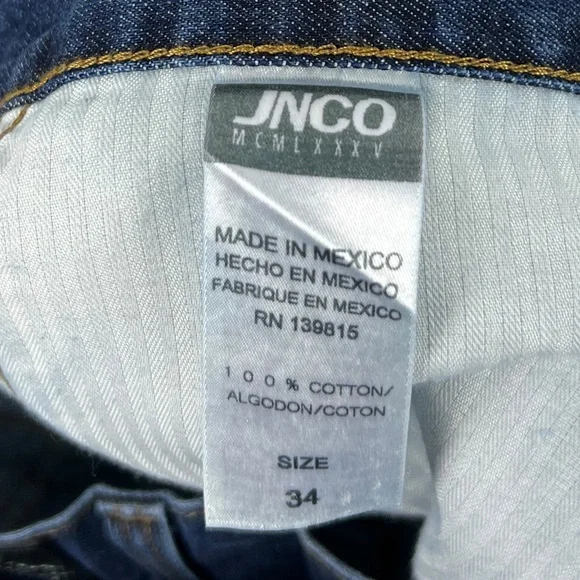 JNCO
MCMLXXXV
MADE IN MEXICO
HECHO EN MEXICO
FABRIQUE EN MEXICO
RN 139815
100% COTTON/
ALGODON/COTON
SIZE
34